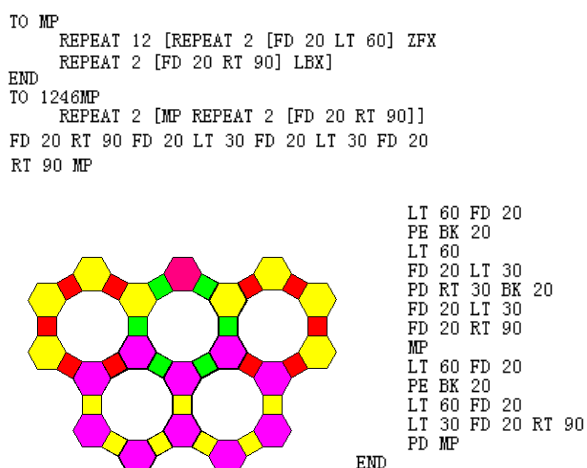 TO MP
REPEAT 12 [REPEAT 2 [FD 20 LT 60] ZFX
REPEAT 2 [FD 20 RT 90] LBX]
END
TO 1246MP
REPEAT 2 [MP REPEAT 2 [FD 20 RT 90]]
FD 20 RT 90 FD 20 LT 30 FD 20 LT 30 FD 20
RT 90 MP
LT 60 FD 20
PE BK 20
LT 60
FD 20 LT 30
PD RT 30 BK 20
FD 20 LT 30
FD 20 RT 90
MP
LT 60 FD 20
PE BK 20
LT 60 FD 20
LT 30 FD 20 RT 90
PD MP
END